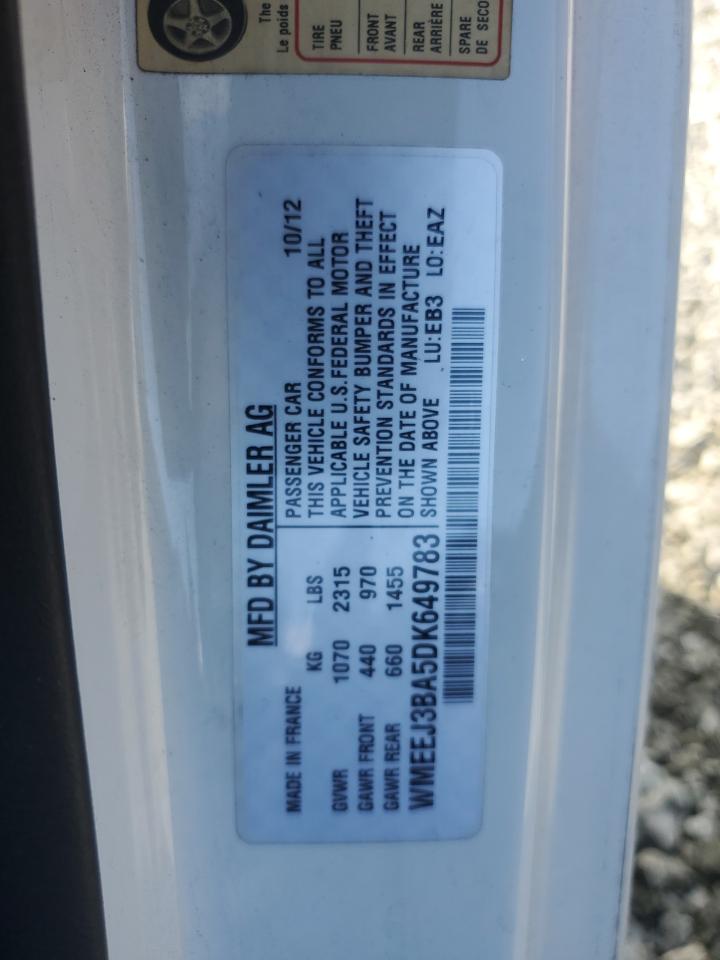 MFD BY DAIMLER AG
MADE IN FRANCE
KG LBS
GVWR 1070 2315
GAWR FRONT 440 970
GAWR REAR 660 1455
PASSENGER CAR 10/12
THIS VEHICLE CONFORMS TO ALL
APPLICABLE U.S.FEDERAL MOTOR
VEHICLE SAFETY BUMPER AND THEFT
PREVENTION STANDARDS IN EFFECT
ON THE DATE OF MANUFACTURE
SHOWN ABOVE LU:EB3 LO:EAZ
WMEEJ3BA5DK649783
The
Le poids
TIRE
PNEU
FRONT
AVANT
REAR
ARRIÈRE
SPARE
DE SECO